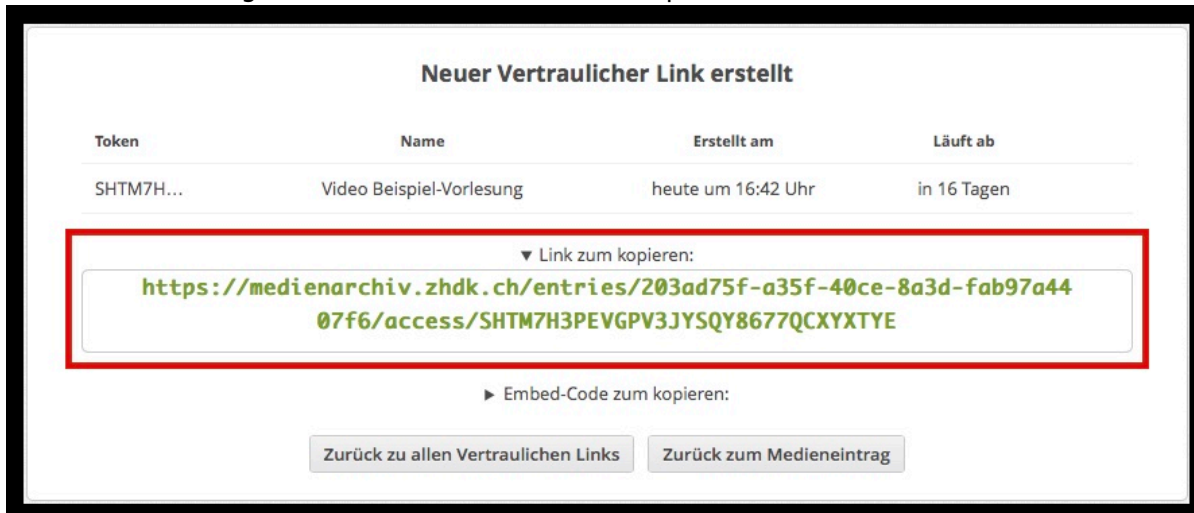 Neuer Vertraulicher Link erstellt
Token Name Erstellt am Läuft ab
SHTM7H... Video Beispiel-Vorlesung heute um 16:42 Uhr in 16 Tagen
▼ Link zum kopieren:
https://medienarchiv.zhdk.ch/entries/203ad75f-a35f-40ce-8a3d-fab97a44
07f6/access/SHTM7H3PEVGPV3JYSQY8677QCXYXTYE
► Embed-Code zum kopieren:
Zurück zu allen Vertraulichen Links Zurück zum Medieneintrag